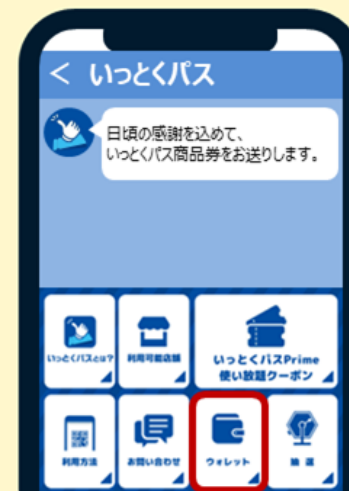 < いっとくパス
日頃の感謝を込めて、
いっとくパス商品券をお送りします。
いっとくパスとは?
利用可能店舗
いっとくパスPrime
使い放題クーポン
利用方法
お問い合わせ
ウォレット
抽選